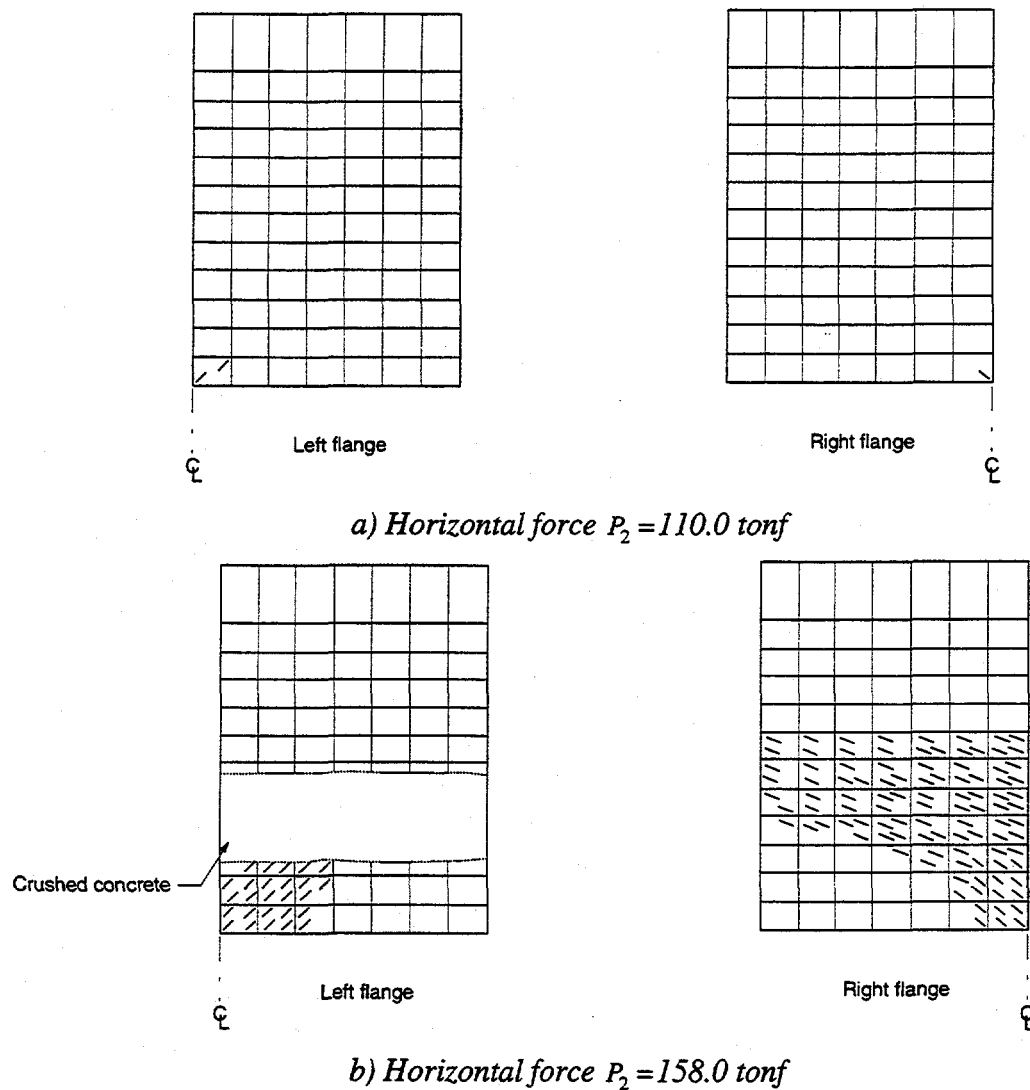 Left flange
Right flange
℄
℄
a) Horizontal force P₂ =110.0 tonf
Crushed concrete
Left flange
Right flange
℄
℄
b) Horizontal force P₂ =158.0 tonf